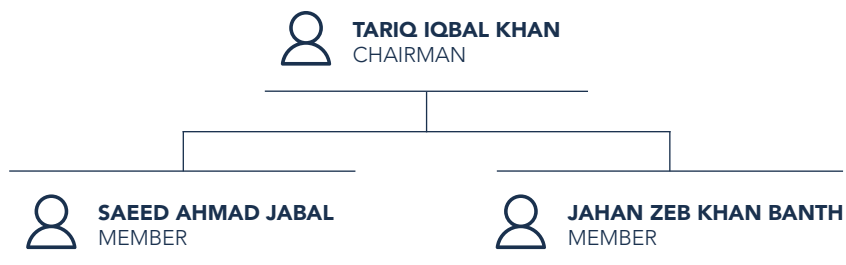 TARIQ IQBAL KHAN
CHAIRMAN
SAEED AHMAD JABAL
MEMBER
JAHAN ZEB KHAN BANTH
MEMBER